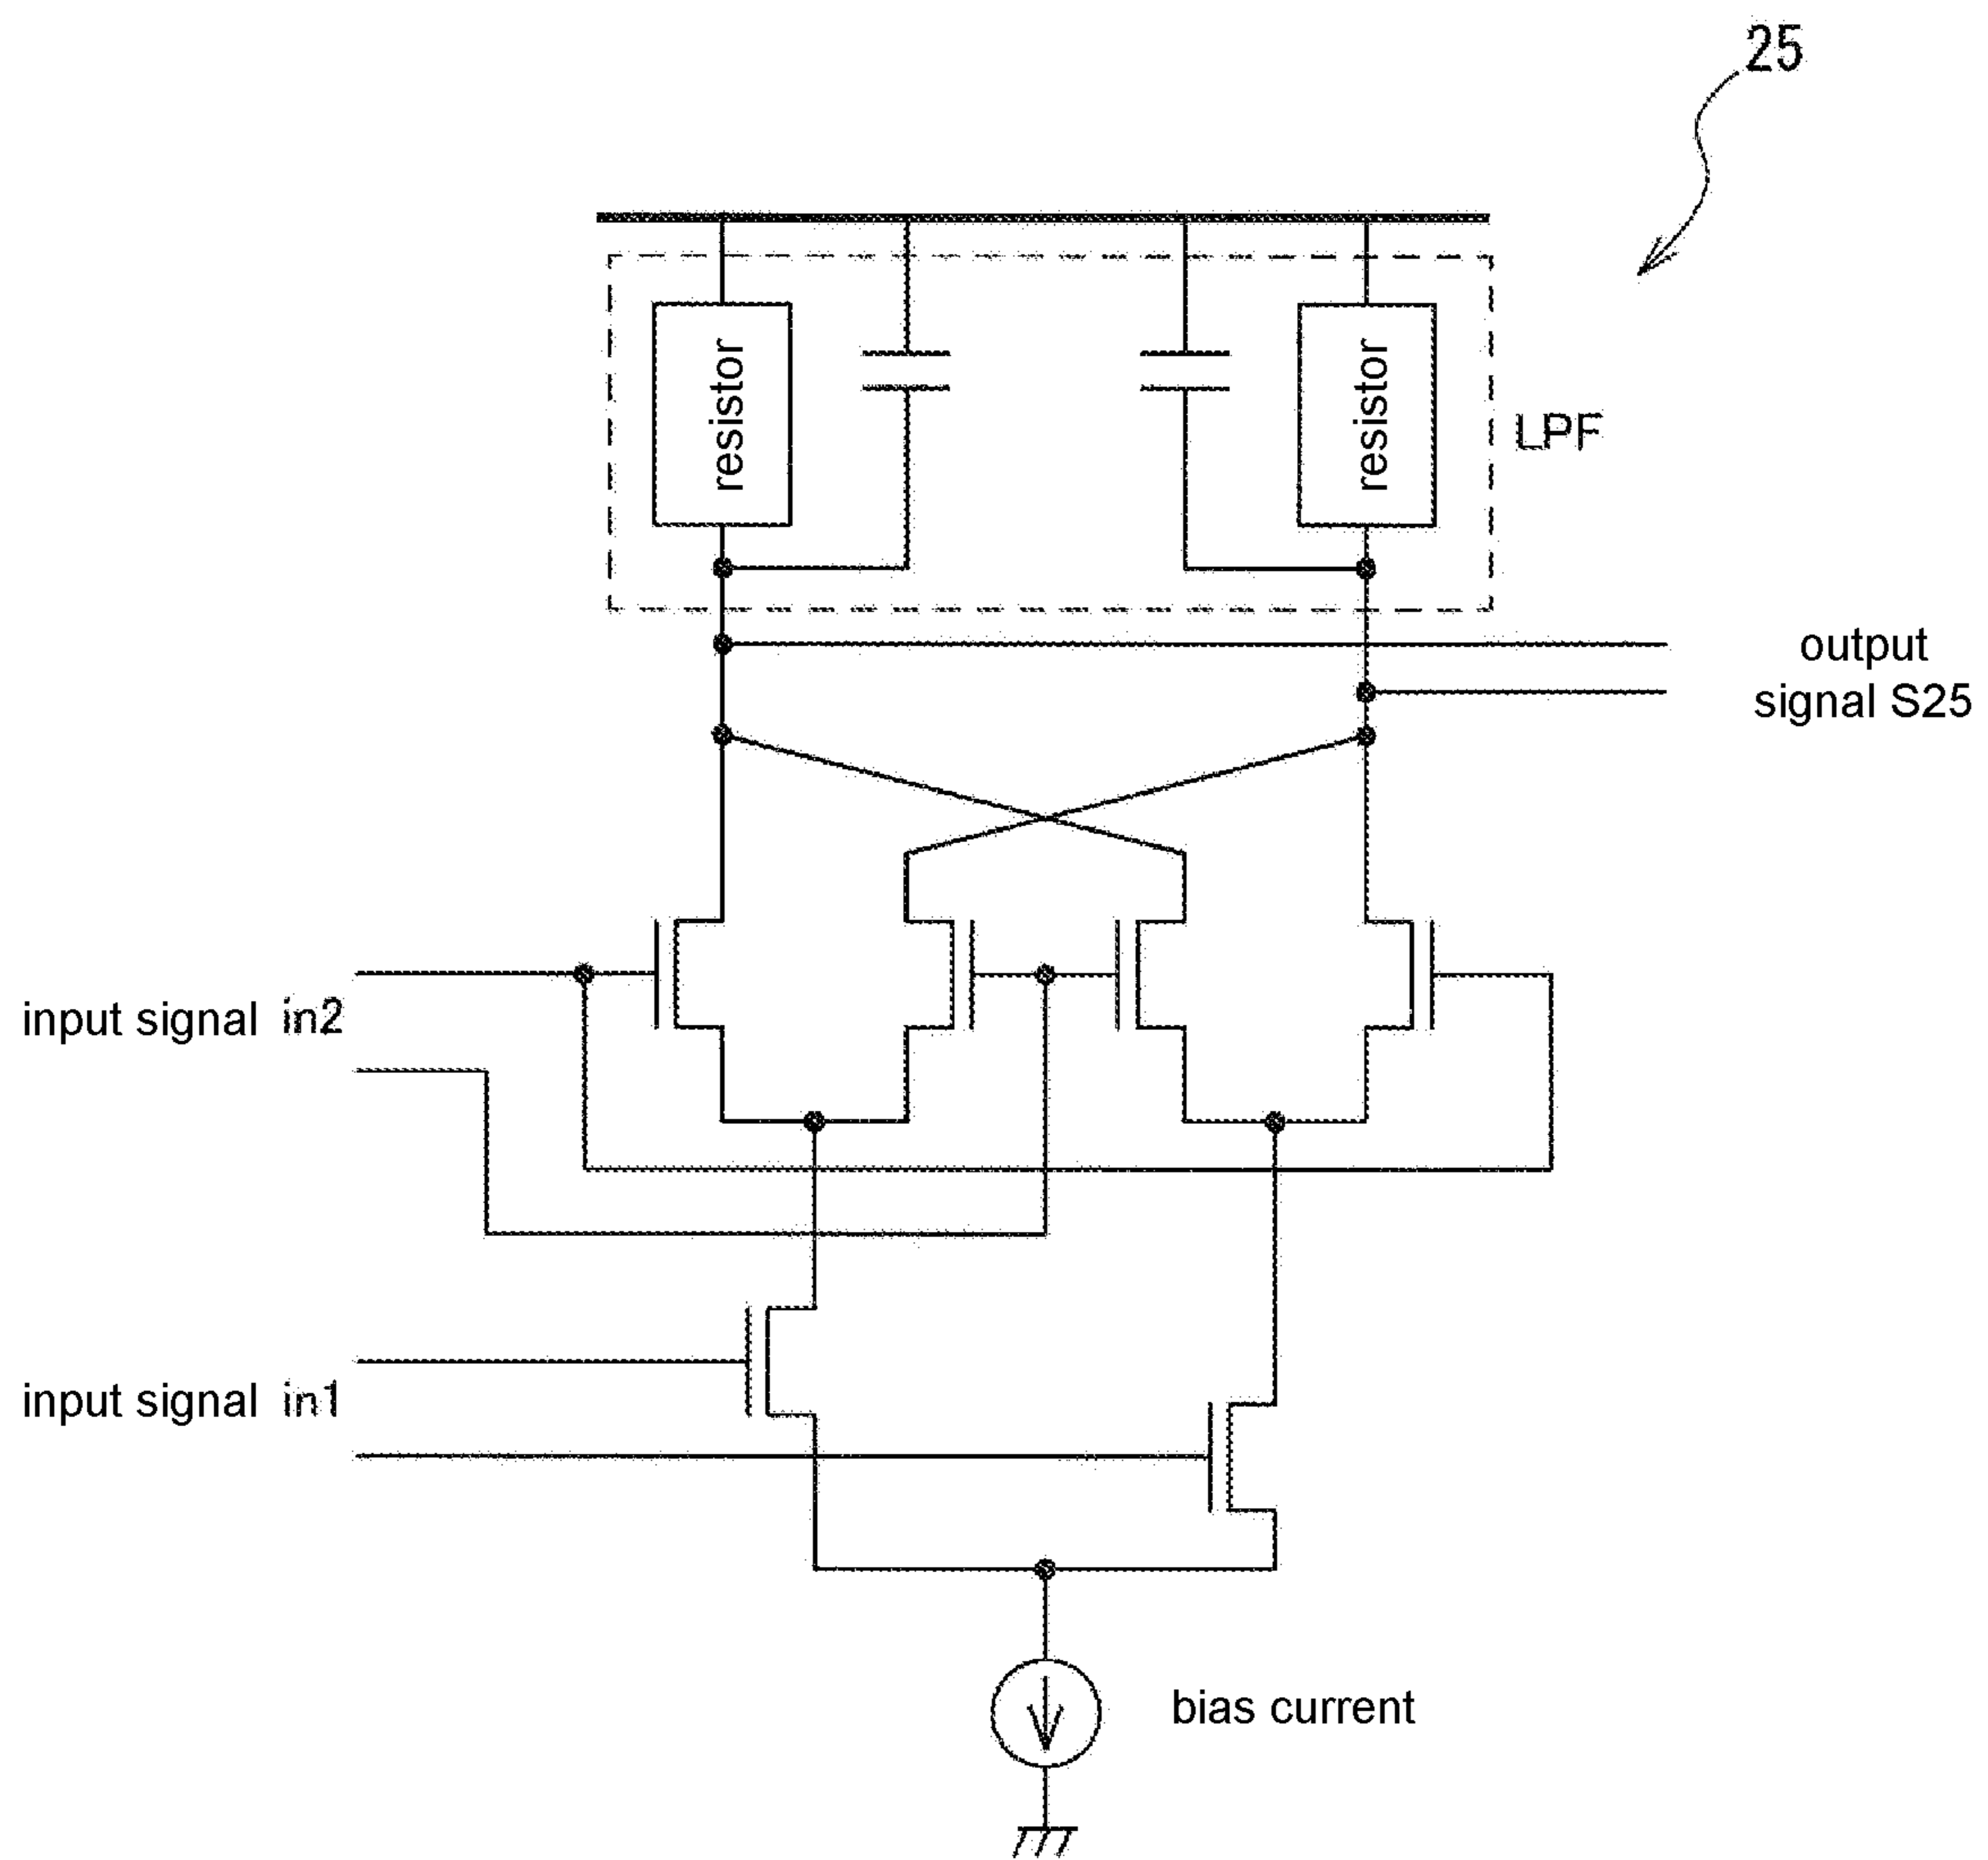 25
resistor
resistor
LPF
output
signal S25
input signal in2
input signal in1
bias current